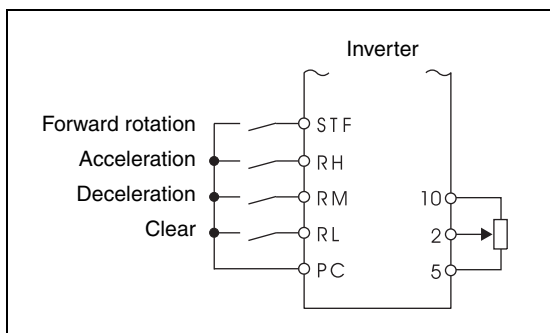 Inverter
Forward rotation STF
Acceleration RH
Deceleration RM 10
Clear RL 2
PC 5